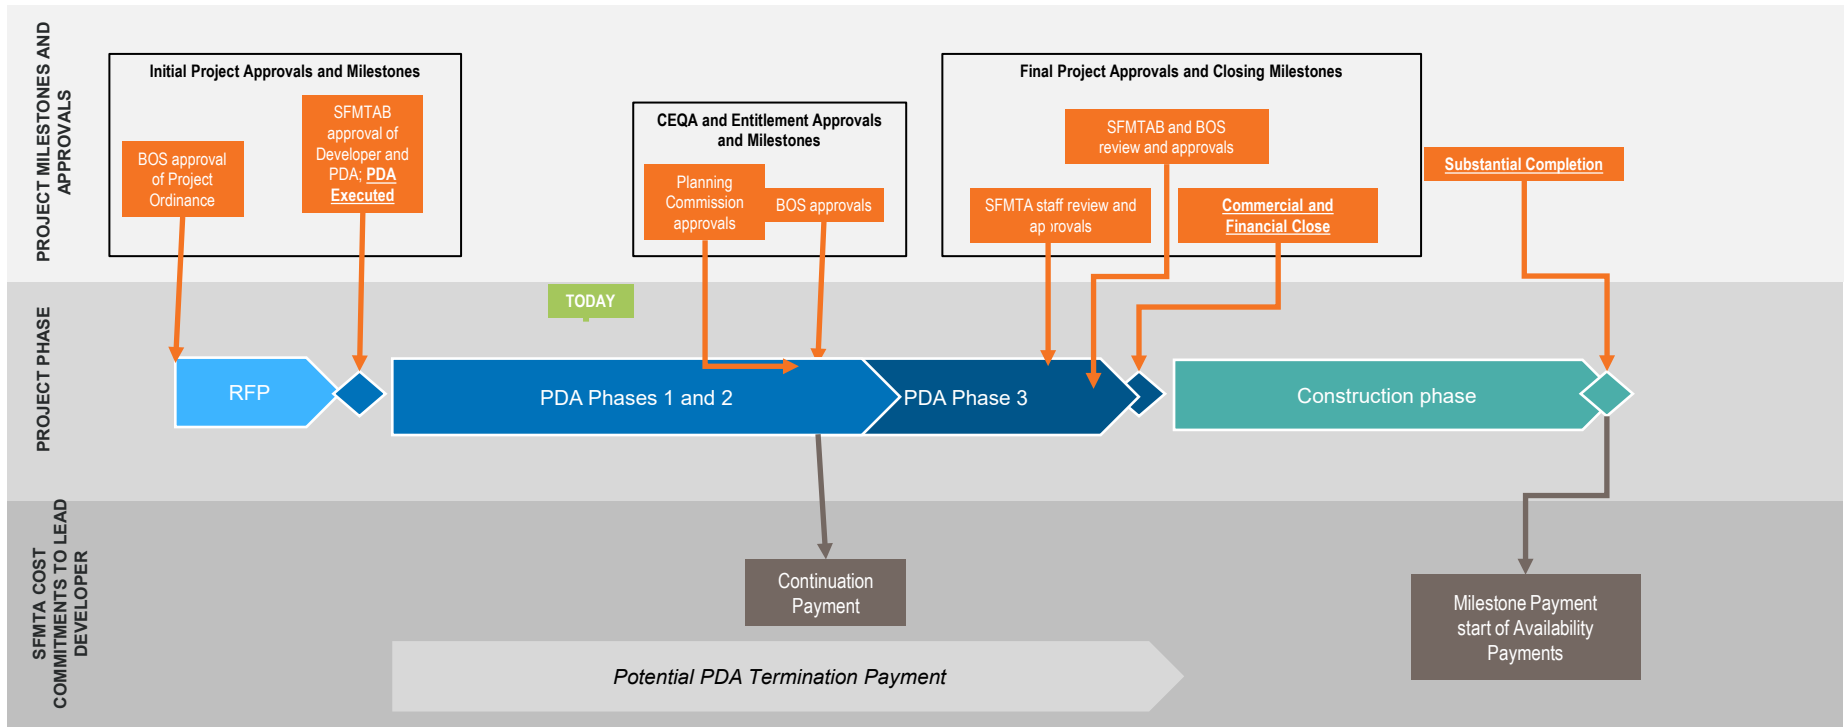 PROJECT MILESTONES AND
APPROVALS
Initial Project Approvals and Milestones
BOS approval
of Project
Ordinance
SFMTAB
approval of
Developer and
PDA; PDA
Executed
CEQA and Entitlement Approvals
and Milestones
Planning
Commission
approvals
BOS approvals
Final Project Approvals and Closing Milestones
SFMTAB and BOS
review and approvals
SFMTA staff review and
approvals
Commercial and
Financial Close
Substantial Completion
PROJECT PHASE
TODAY
RFP
PDA Phases 1 and 2
PDA Phase 3
Construction phase
SFMTA COST
COMMITMENTS TO LEAD
DEVELOPER
Continuation
Payment
Milestone Payment
start of Availability
Payments
Potential PDA Termination Payment